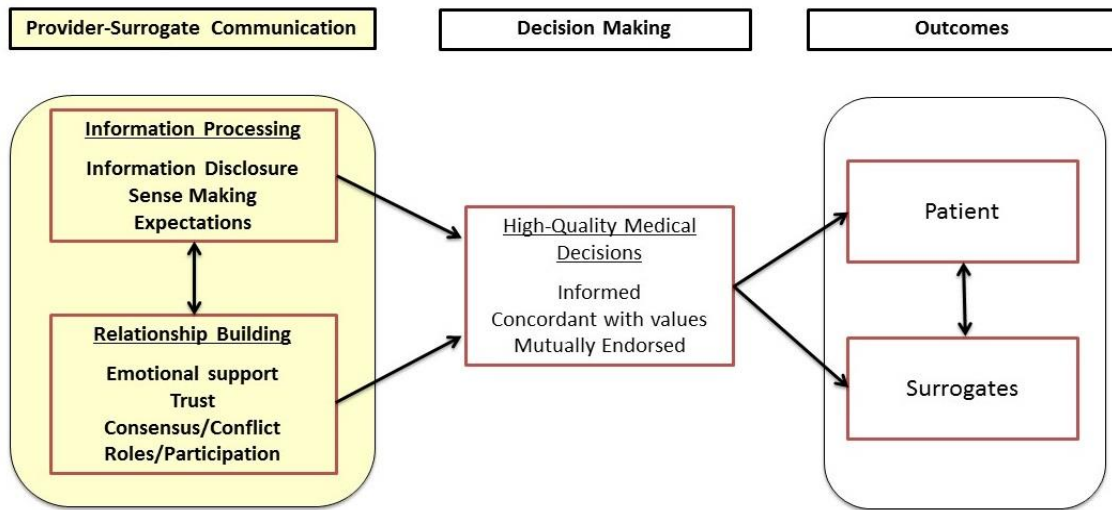 Provider-Surrogate Communication
Decision Making
Outcomes
Information Processing
Information Disclosure
Sense Making
Expectations
Relationship Building
Emotional support
Trust
Consensus/Conflict
Roles/Participation
High-Quality Medical
Decisions
Informed
Concordant with values
Mutually Endorsed
Patient
Surrogates